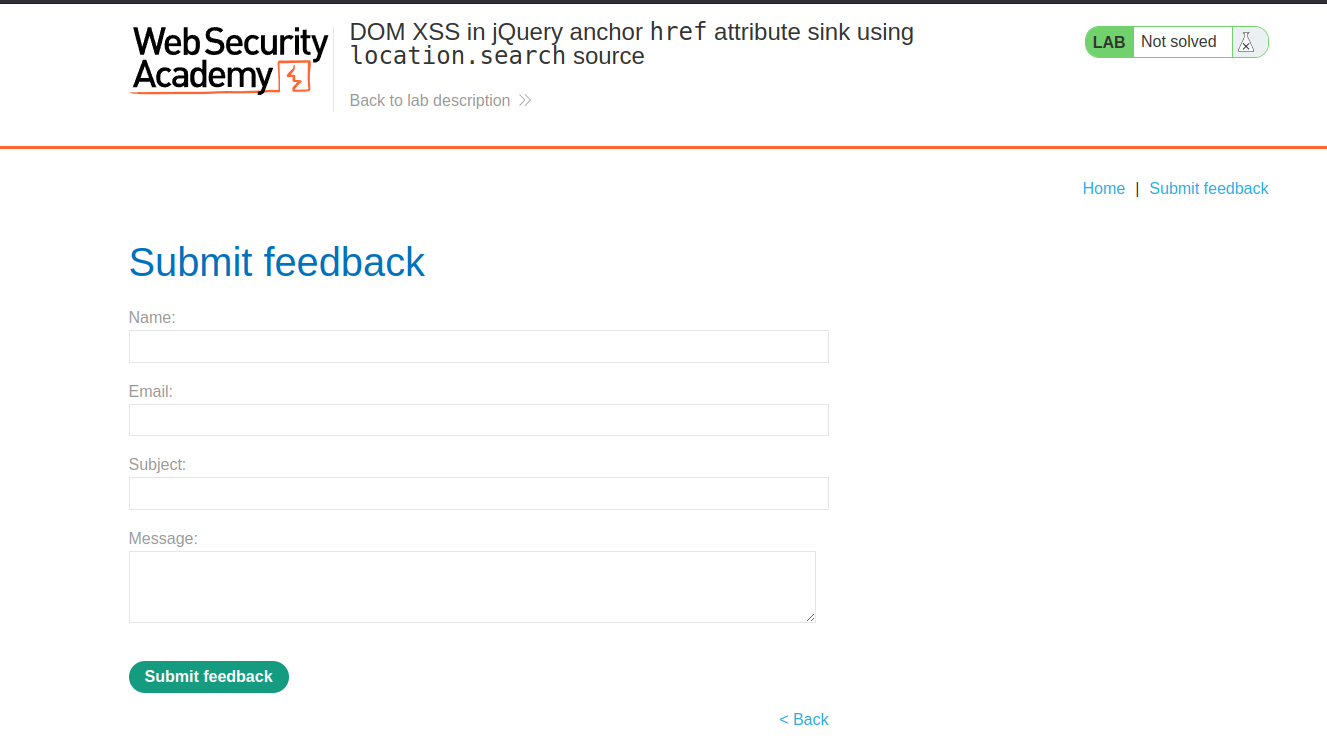 Web Security
Academy
DOM XSS in jQuery anchor href attribute sink using
location.search source
Back to lab description
LAB Not solved
Home | Submit feedback
Submit feedback
Name:
Email:
Subject:
Message:
Submit feedback
< Back